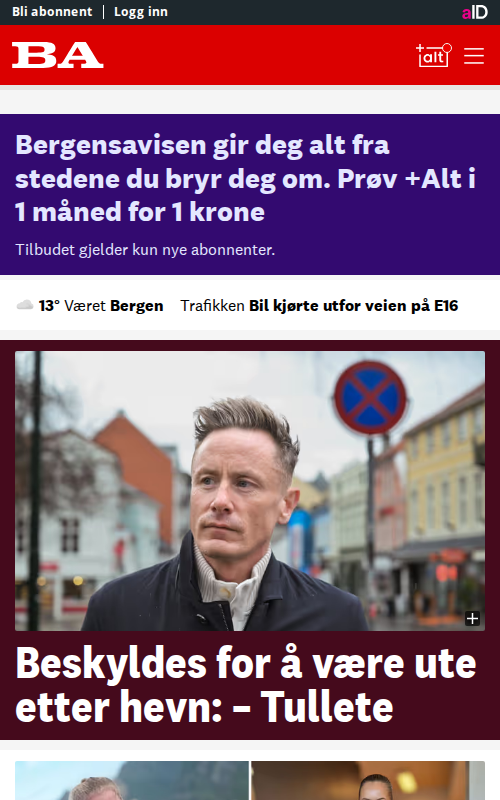 Bli abonnent | Logg inn
aID
BA
+alt
Bergensavisen gir deg alt fra
stedene du bryr deg om. Prøv +Alt i
1 måned for 1 krone
Tilbudet gjelder kun nye abonnenter.
13° Været Bergen Trafikken Bil kjørte utfor veien på E16
Beskyldes for å være ute
etter hevn: – Tullete